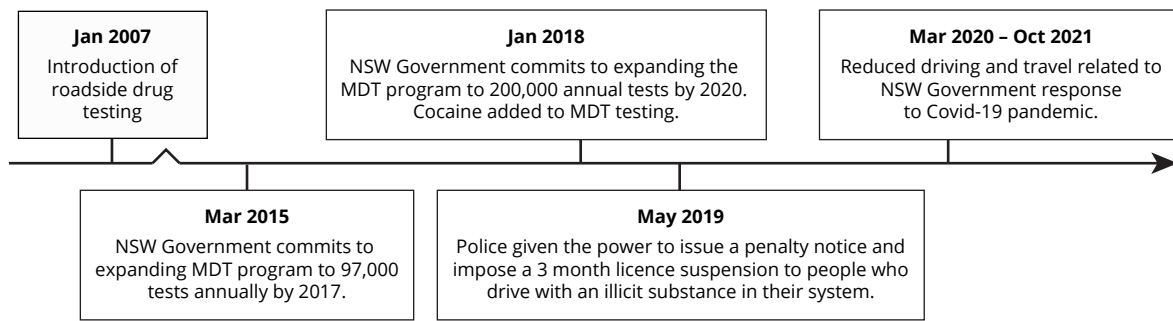 Jan 2007
Introduction of
roadside drug
testing
Jan 2018
NSW Government commits to expanding the
MDT program to 200,000 annual tests by 2020.
Cocaine added to MDT testing.
Mar 2020 – Oct 2021
Reduced driving and travel related to
NSW Government response
to Covid-19 pandemic.
Mar 2015
NSW Government commits to
expanding MDT program to 97,000
tests annually by 2017.
May 2019
Police given the power to issue a penalty notice and
impose a 3 month licence suspension to people who
drive with an illicit substance in their system.